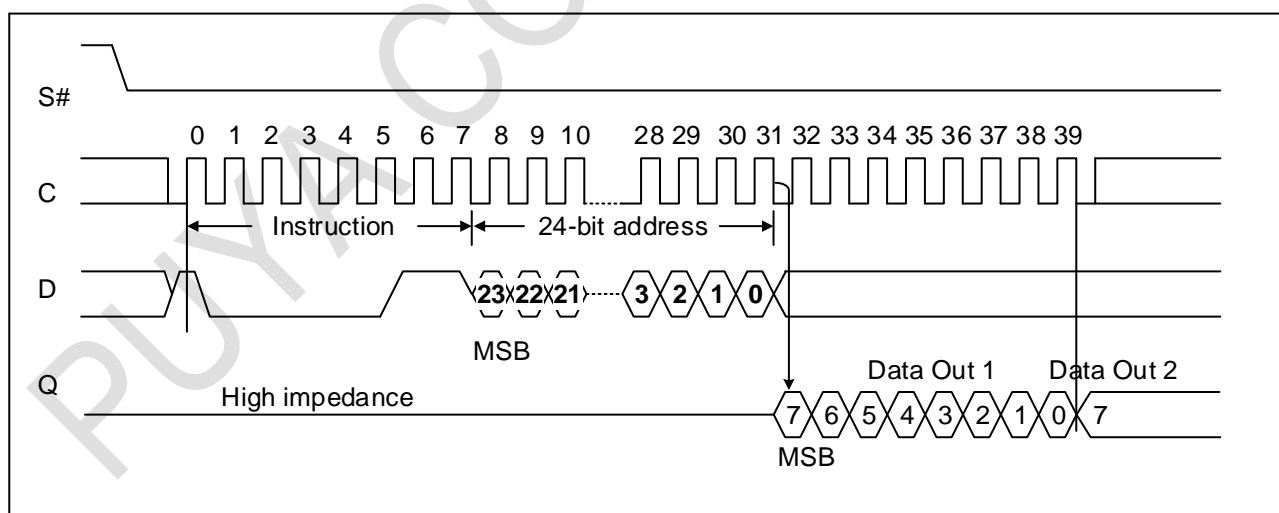 PUYA CO
S#
0 1 2 3 4 5 6 7 8 9 10 28 29 30 31 32 33 34 35 36 37 38 39
C
Instruction 24-bit address
D
23 22 21 3 2 1 0
MSB
Data Out 1 Data Out 2
Q
High impedance
7 6 5 4 3 2 1 0 7
MSB